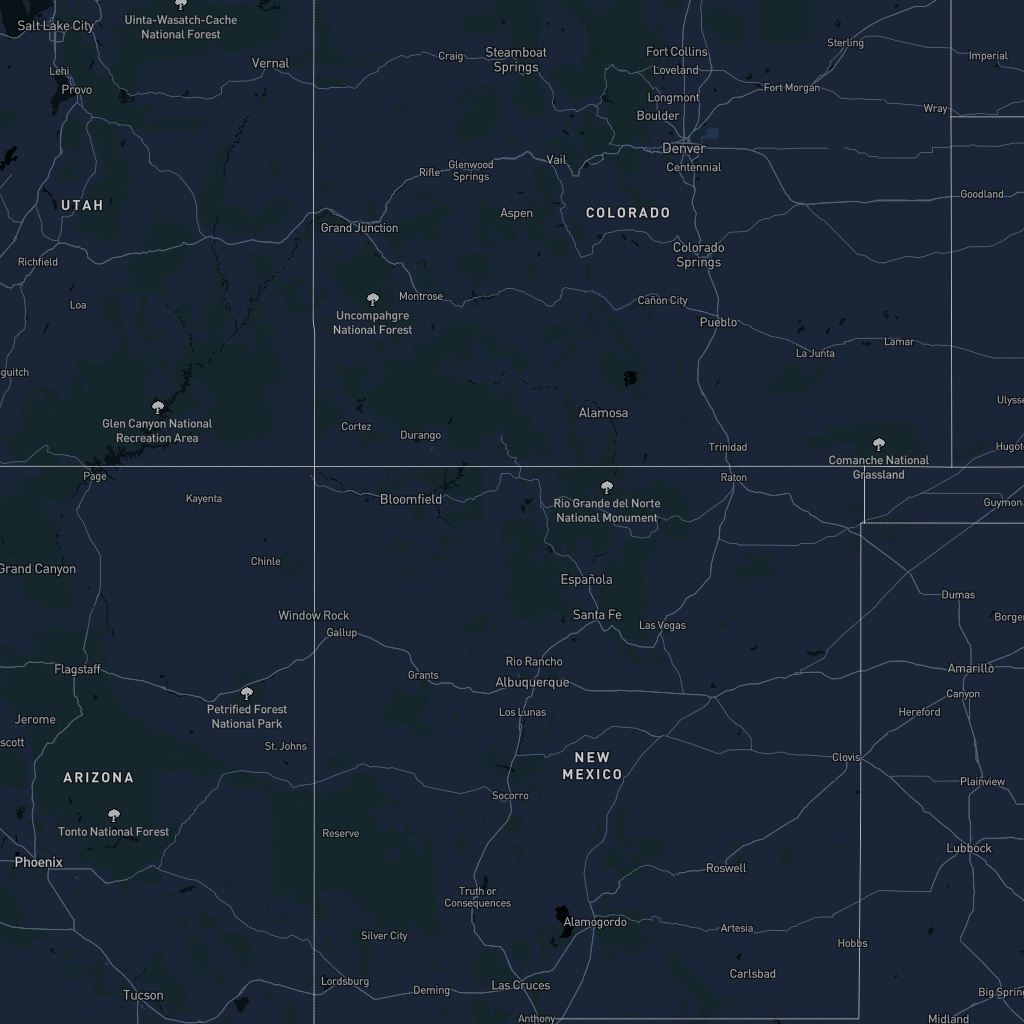 Salt Lake City
Uinta-Wasatch-Cache
National Forest
Steamboat
Springs
Craig
Fort Collins
Sterling
Imperial
Vernal
Loveland
Lehi
Provo
Fort Morgan
Longmont
Boulder
Wray
Denver
Vail
Centennial
Glenwood
Springs
Rifle
UTAH
Aspen
COLORADO
Goodland
Grand Junction
Colorado
Springs
Richfield
Loa
Montrose
Cañon City
Uncompahgre
National Forest
Pueblo
Lamar
La Junta
guitch
Ulysse
Alamosa
Glen Canyon National
Recreation Area
Cortez
Durango
Trinidad
Comanche National
Grassland
Hugot
Page
Raton
Kayenta
Bloomfield
Rio Grande del Norte
National Monument
Guymon
Chinle
Grand Canyon
Española
Dumas
Window Rock
Santa Fe
Las Vegas
Borger
Gallup
Flagstaff
Rio Rancho
Grants
Albuquerque
Amarillo
Canyon
Petrified Forest
National Park
Los Lunas
Hereford
Jerome
scott
St. Johns
NEW
MEXICO
Clovis
ARIZONA
Plainview
Socorro
Tonto National Forest
Reserve
Phoenix
Lubbock
Roswell
Truth or
Consequences
Alamogordo
Artesia
Silver City
Hobbs
Carlsbad
Lordsburg
Las Cruces
Deming
Tucson
Big Spring
Anthony
Midland